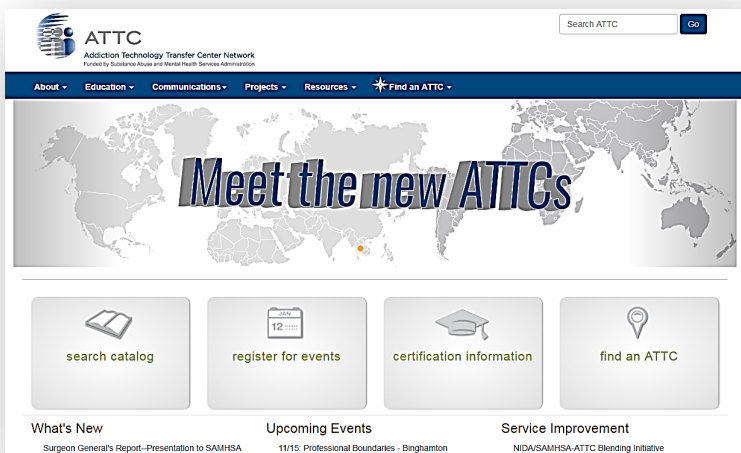 ATTC
Addiction Technology Transfer Center Network
Funded by Substance Abuse and Mental Health Services Administration
Search ATTC
Go
About
Education
Communications
Projects
Resources
Find an ATTC
Meet the new ATTCs
JAN
12
search catalog
register for events
certification information
find an ATTC
What's New
Upcoming Events
Service Improvement
Surgeon General's Report--Presentation to SAMHSA
11/15: Professional Boundaries - Binghamton
NIDA/SAMHSA-ATTC Blending Initiative